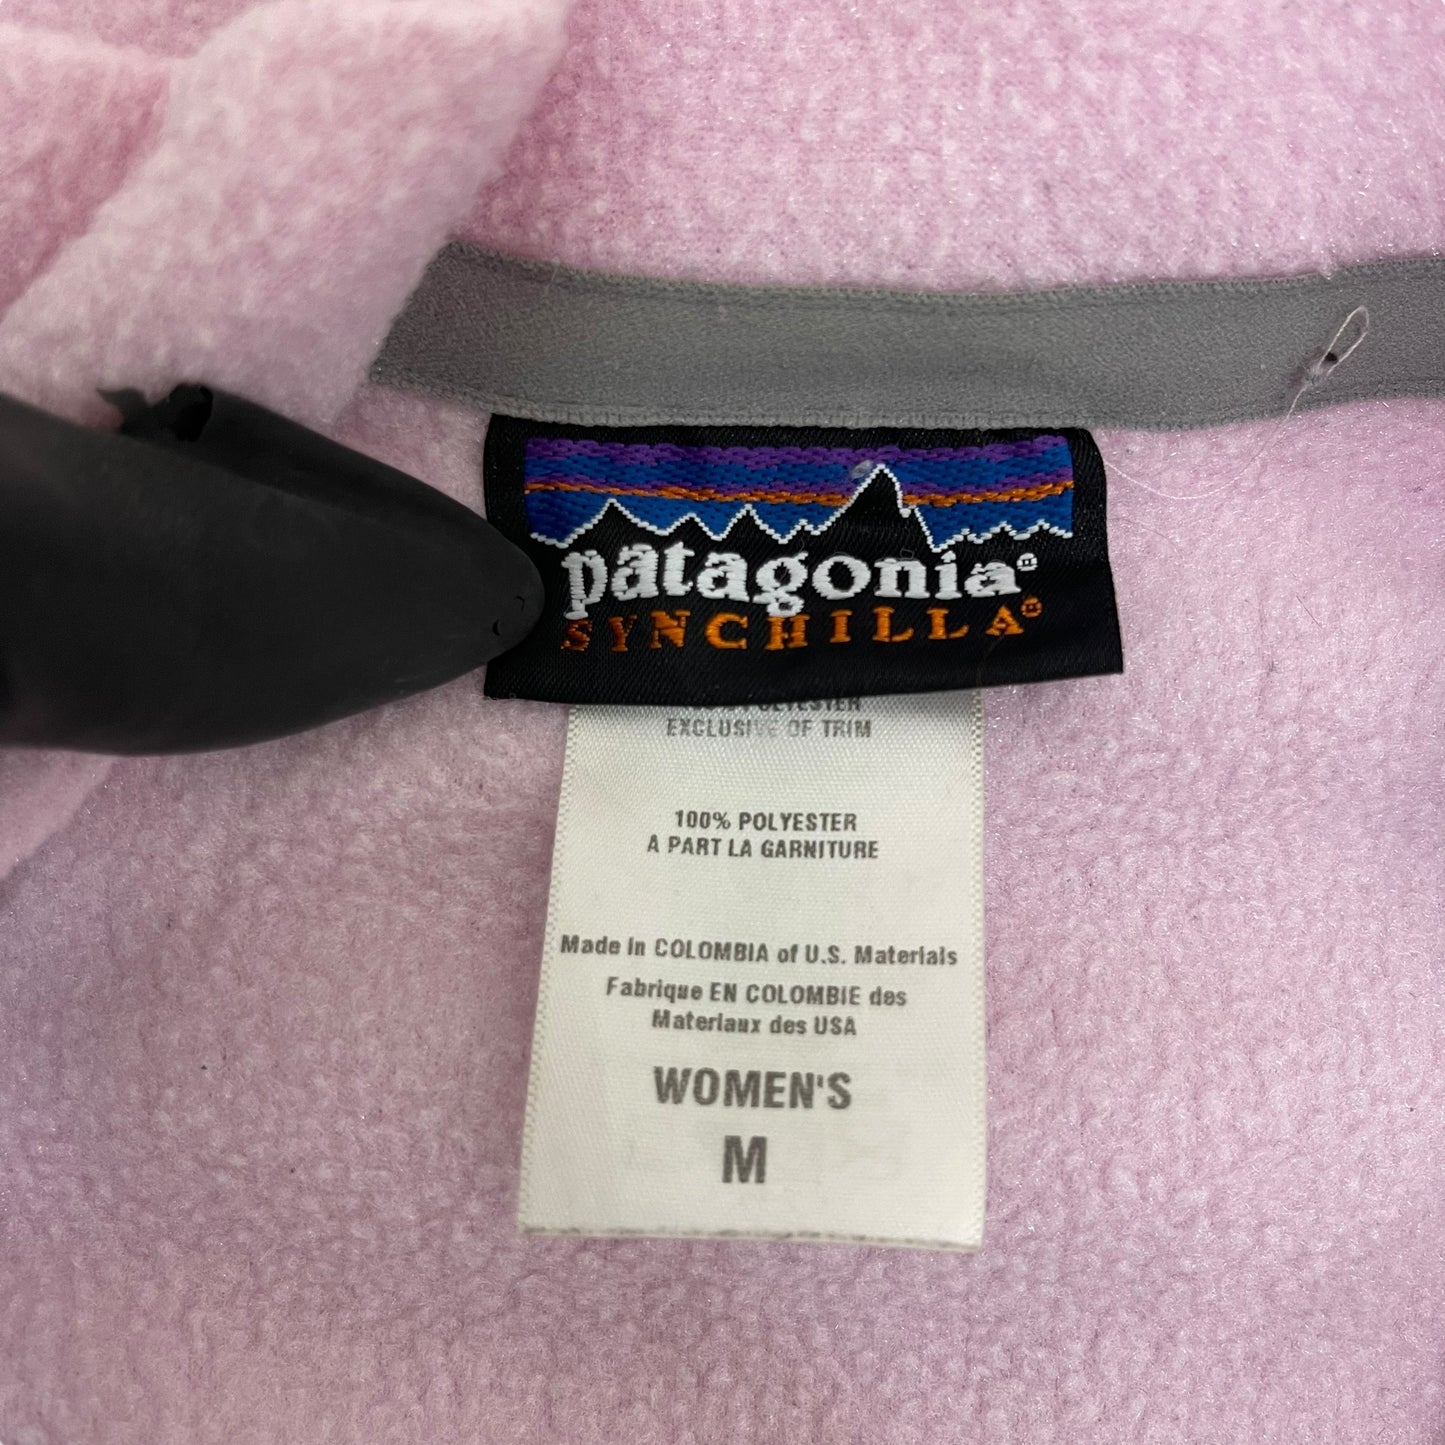 patagonia®
SYNCHILLA®
POLYESTER
EXCLUSIVE OF TRIM
100% POLYESTER
A PART LA GARNITURE
Made in COLOMBIA of U.S. Materials
Fabrique EN COLOMBIE des
Materiaux des USA
WOMEN'S
M